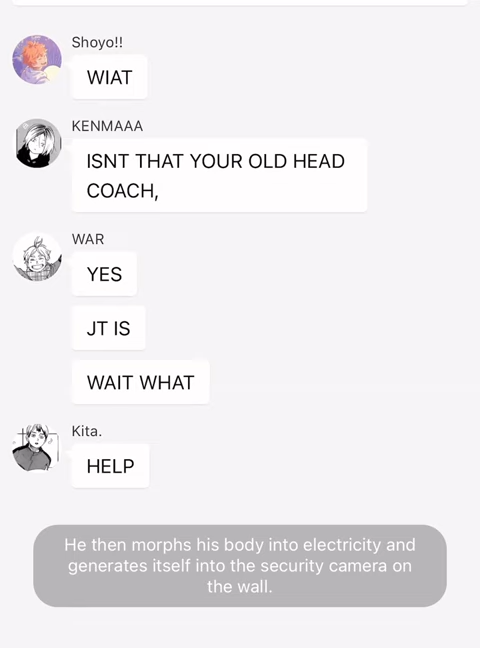 Shoyo!!
WIAT
KENMAAA
ISNT THAT YOUR OLD HEAD
COACH,
WAR
YES
JT IS
WAIT WHAT
Kita.
HELP
He then morphs his body into electricity and
generates itself into the security camera on
the wall.